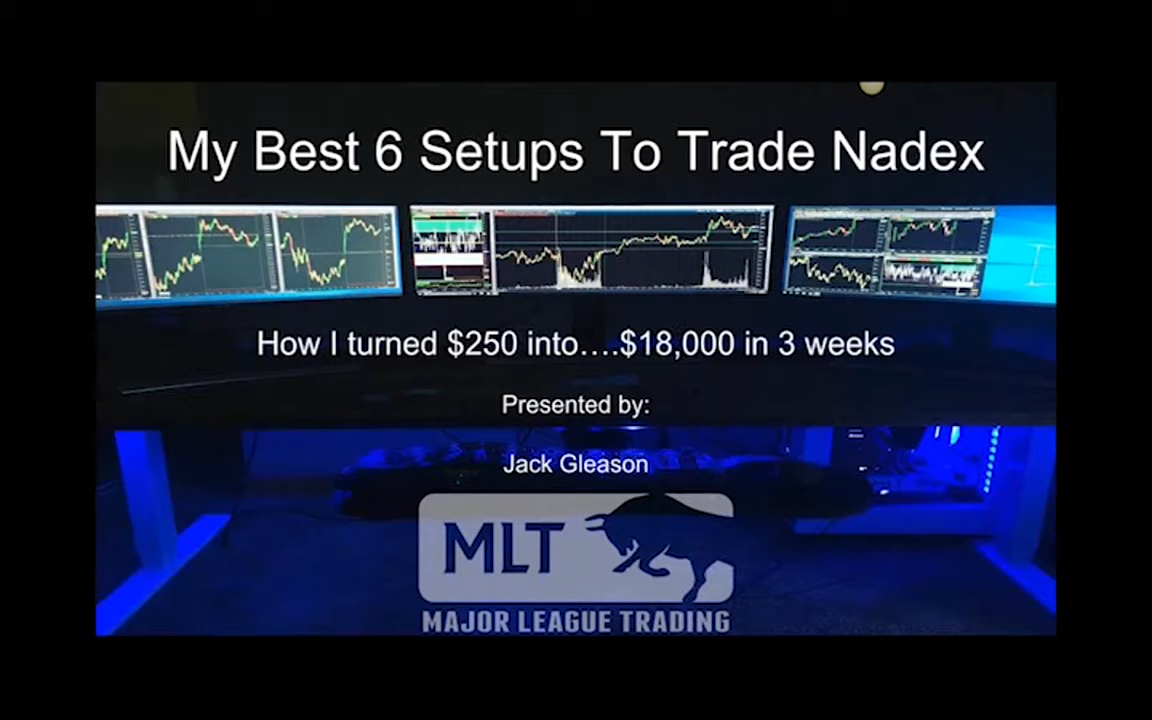 My Best 6 Setups To Trade Nadex
How I turned $250 into....$18,000 in 3 weeks
Presented by:
Jack Gleason
MLT
MAJOR LEAGUE TRADING